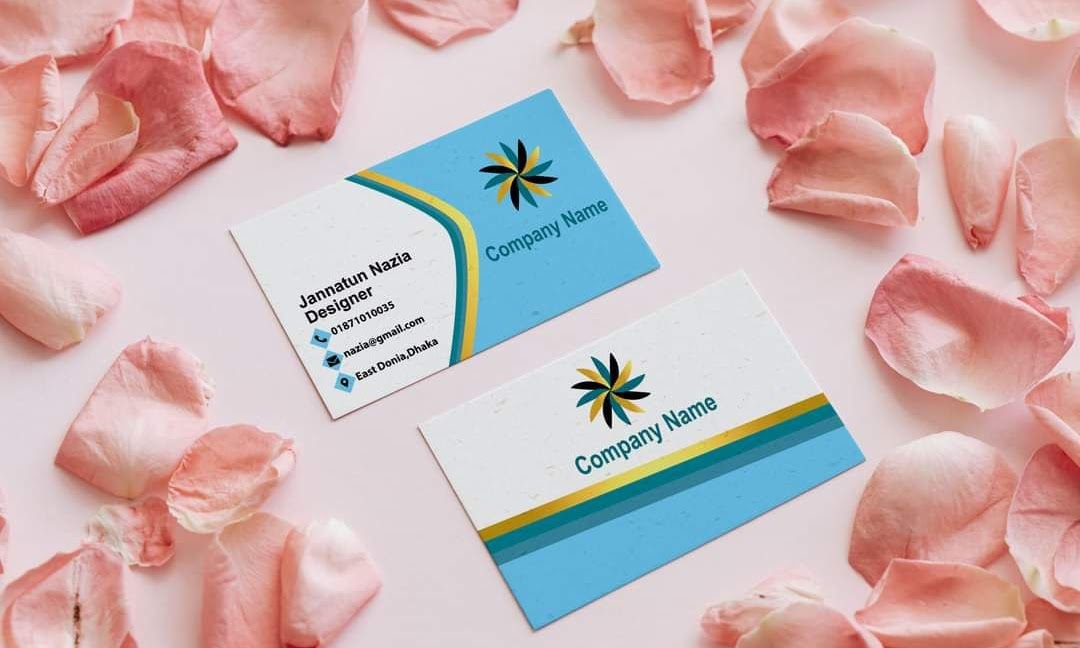 Company Name
Jannatun Nazia
Designer
01871010035
nazia@gmail.com
East Donia,Dhaka
Company Name